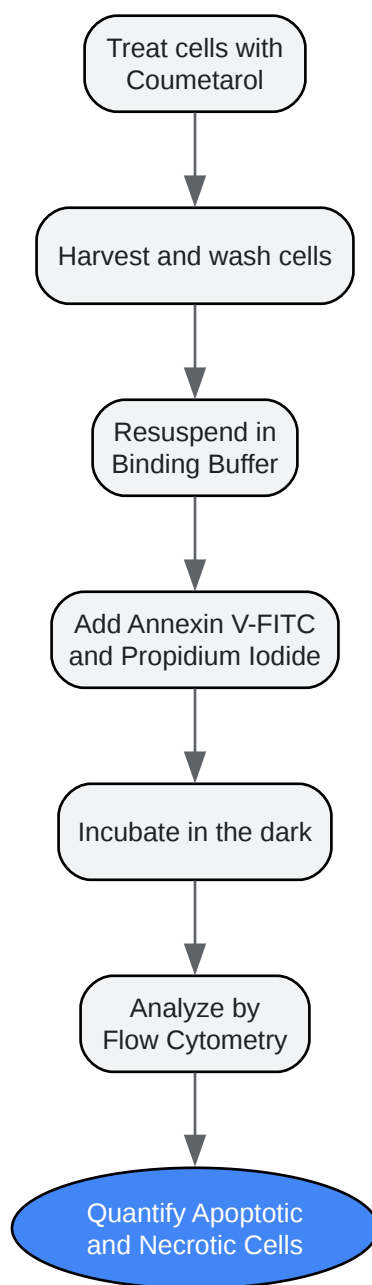 Treat cells with
Coumetarol
Harvest and wash cells
Resuspend in
Binding Buffer
Add Annexin V-FITC
and Propidium Iodide
Incubate in the dark
Analyze by
Flow Cytometry
Quantify Apoptotic
and Necrotic Cells